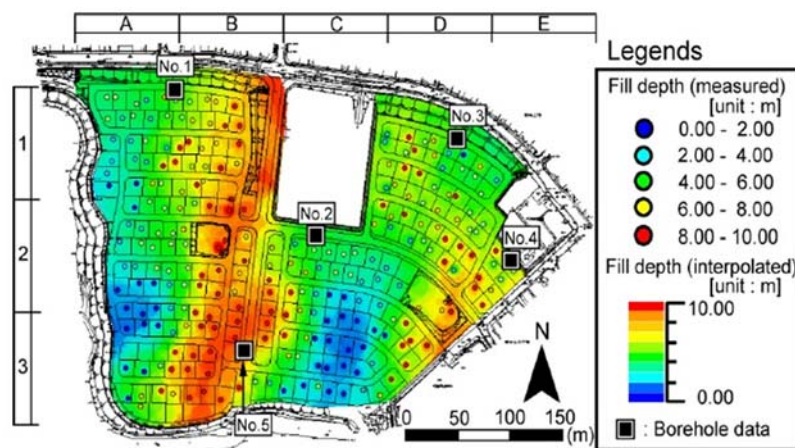 A B C D E
Legends
No.1
Fill depth (measured)
[unit : m]
No.3
0.00 - 2.00
1
2.00 - 4.00
4.00 - 6.00
6.00 - 8.00
No.2
8.00 - 10.00
2
No.4
Fill depth (interpolated)
[unit : m]
10.00
N
3
0.00
0 50 100 150
(m)
No.5
: Borehole data